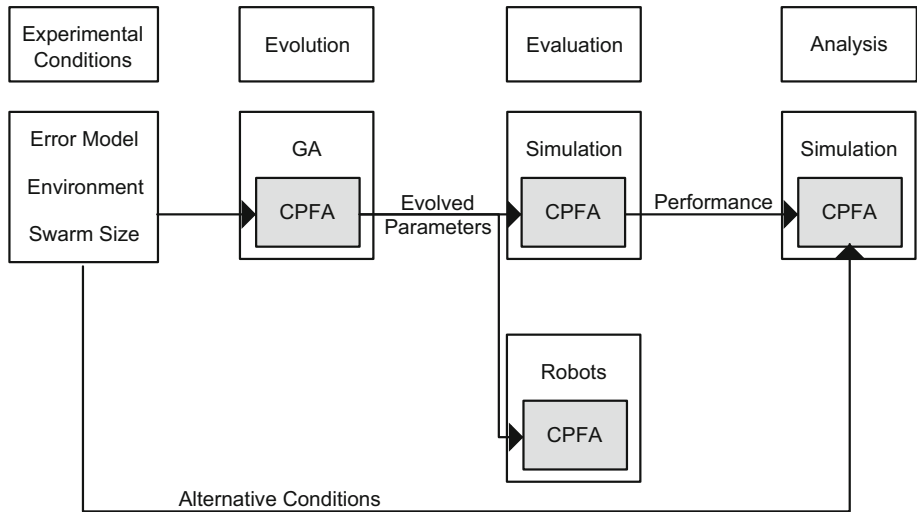 Experimental
Conditions
Evolution
Evaluation
Analysis
Error Model
Environment
Swarm Size
GA
CPFA
Evolved
Parameters
Simulation
CPFA
Performance
Simulation
CPFA
Robots
CPFA
Alternative Conditions